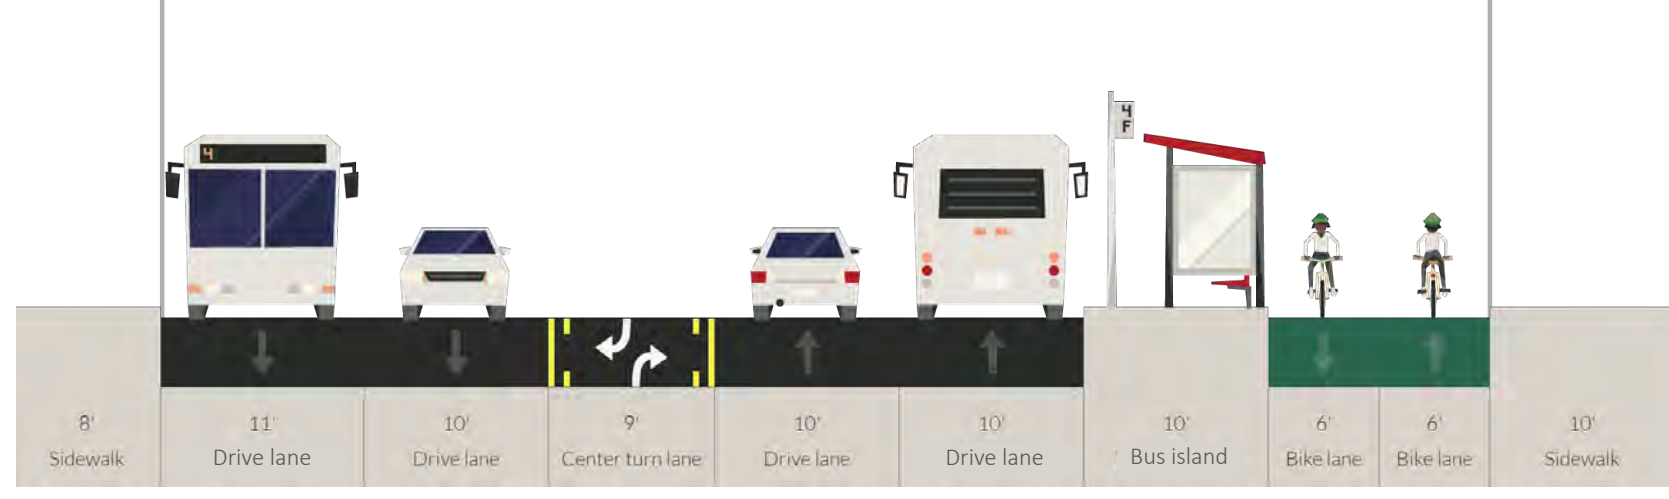 4
4
F
8' 11' 10' 9' 10' 10' 10' 6' 6' 10'
Sidewalk Drive lane Drive lane Center turn lane Drive lane Drive lane Bus island Bike lane Bike lane Sidewalk